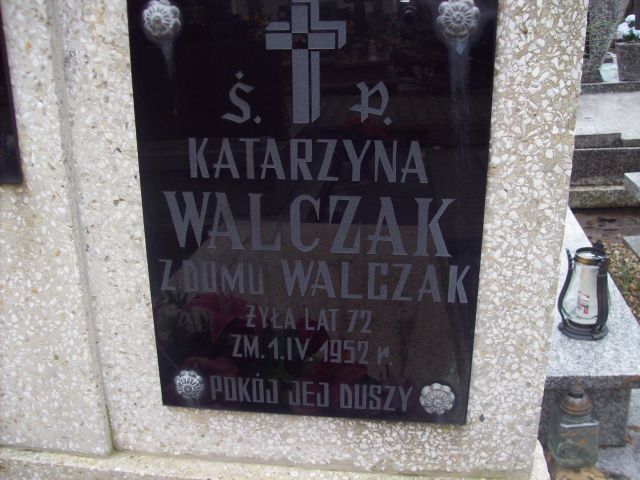 Ś. P.
KATARZYNA
WALCZAK
Z DOMU WALCZAK
ŻYŁA LAT 72
ZM. 1.IV. 1952 r.
POKÓJ JEJ DUSZY